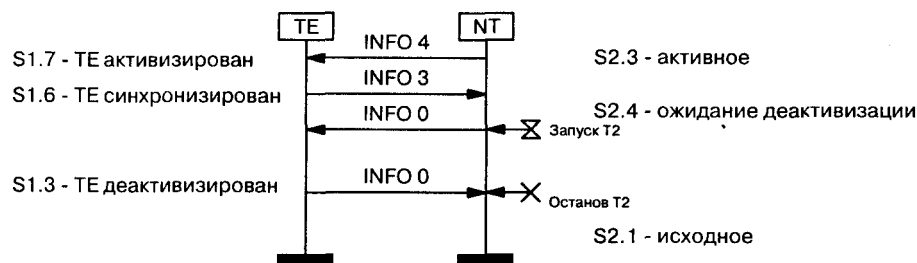 TE NT
INFO 4
S1.7 - TE активизирован
S2.3 - активное
INFO 3
S1.6 - TE синхронизирован
S2.4 - ожидание деактивизации
INFO 0
Запуск T2
INFO 0
S1.3 - TE деактивизирован
Останов T2
S2.1 - исходное